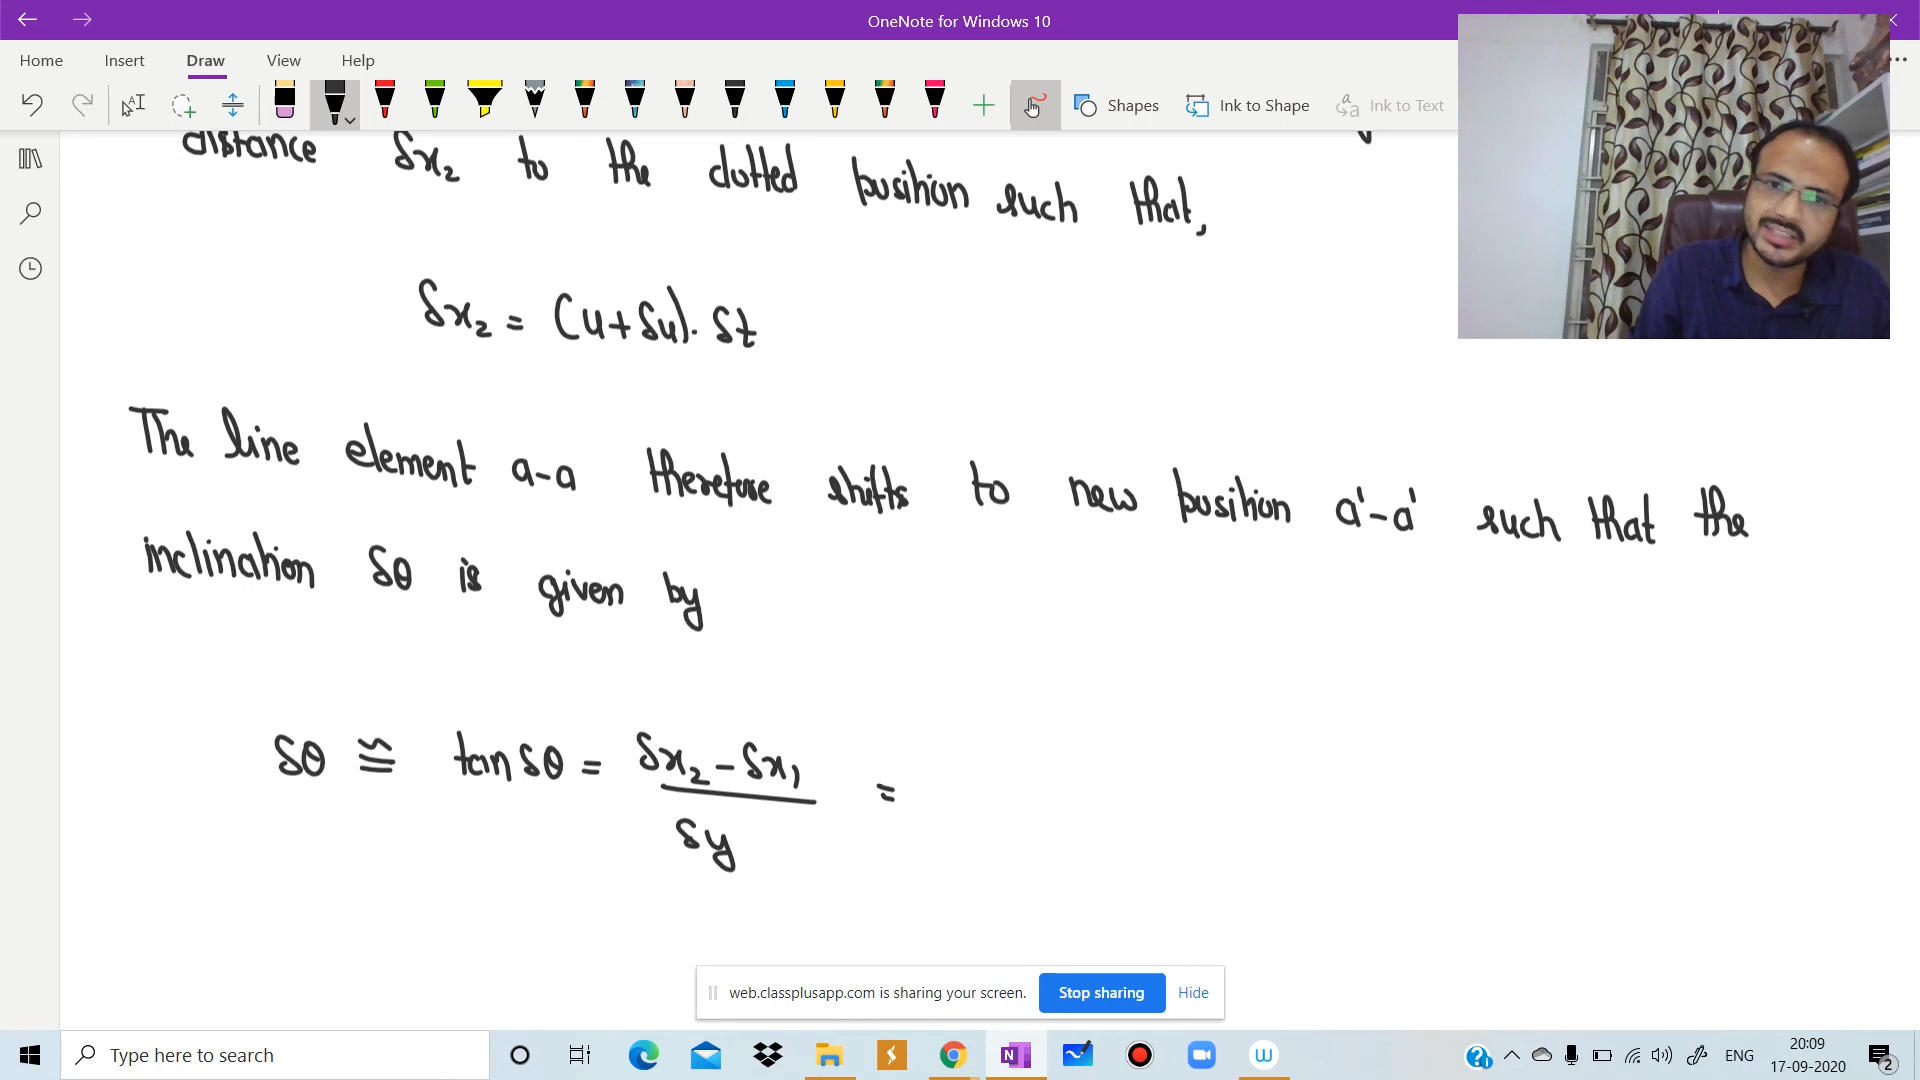 OneNote for Windows 10
Home Insert Draw View Help
Shapes Ink to Shape Ink to Text
distance δx₂ to the dotted position such that,
δx₂ = (u+δu). δt
The line element a-a therefore shifts to new position a'-a' such that the
inclination δθ is given by
δθ ≅ tan δθ = δx₂ - δx₁ =
δy
web.classplusapp.com is sharing your screen. Stop sharing Hide
Type here to search
ENG
20:09
17-09-2020
2